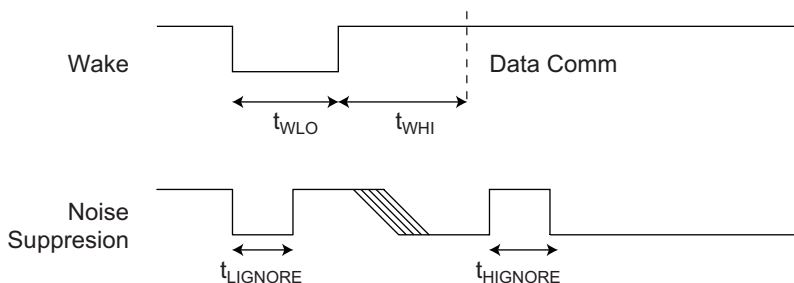 Wake
Data Comm
tWLO
tWHI
Noise
Suppresion
tLIGNORE
tHIGNORE